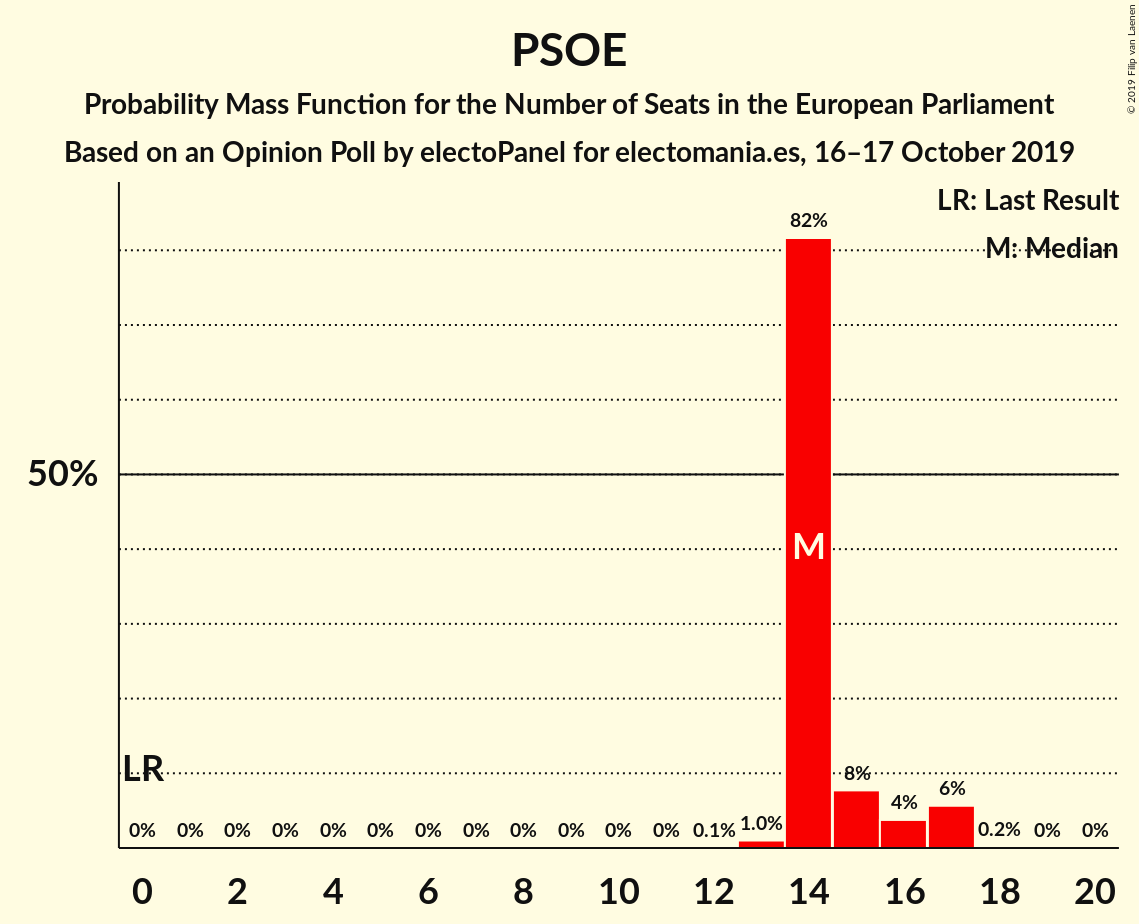 PSOE
Probability Mass Function for the Number of Seats in the European Parliament
Based on an Opinion Poll by electoPanel for electomania.es, 16–17 October 2019
© 2019 Filip van Laenen
LR: Last Result
M: Median
82%
50%
M
LR
0% 0% 0% 0% 0% 0% 0% 0% 0% 0% 0% 0% 0.1% 1.0% 8% 4% 6% 0.2% 0% 0%
0 2 4 6 8 10 12 14 16 18 20